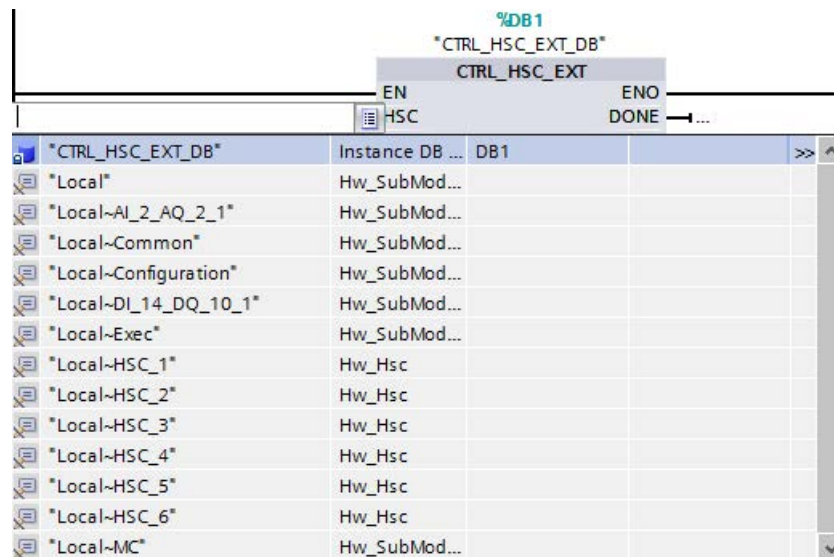 %DB1
"CTRL_HSC_EXT_DB"
CTRL_HSC_EXT
EN ENO
HSC DONE ...
"CTRL_HSC_EXT_DB" Instance DB ... DB1 >>
"Local" Hw_SubMod...
"Local~AI_2_AQ_2_1" Hw_SubMod...
"Local~Common" Hw_SubMod...
"Local~Configuration" Hw_SubMod...
"Local~DI_14_DQ_10_1" Hw_SubMod...
"Local~Exec" Hw_SubMod...
"Local~HSC_1" Hw_Hsc
"Local~HSC_2" Hw_Hsc
"Local~HSC_3" Hw_Hsc
"Local~HSC_4" Hw_Hsc
"Local~HSC_5" Hw_Hsc
"Local~HSC_6" Hw_Hsc
"Local~MC" Hw_SubMod...